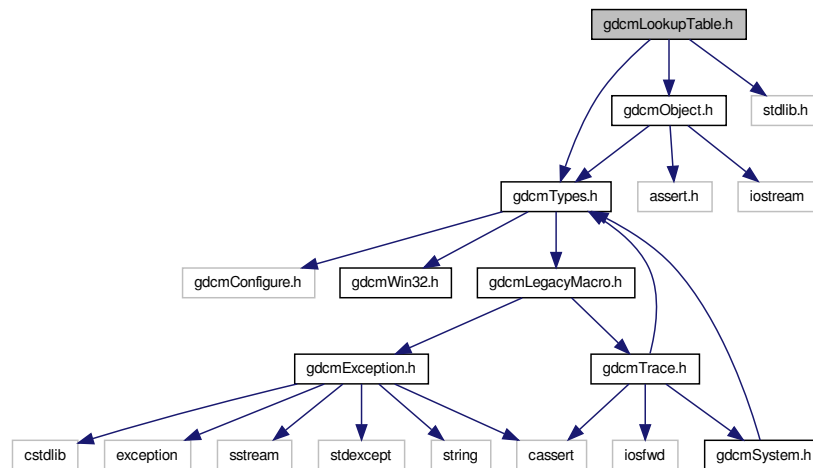 gdcmLookupTable.h
gdcmObject.h
stdlib.h
gdcmTypes.h
assert.h
iostream
gdcmConfigure.h
gdcmWin32.h
gdcmLegacyMacro.h
gdcmException.h
gdcmTrace.h
cstdlib
exception
sstream
stdexcept
string
cassert
iosfwd
gdcmSystem.h